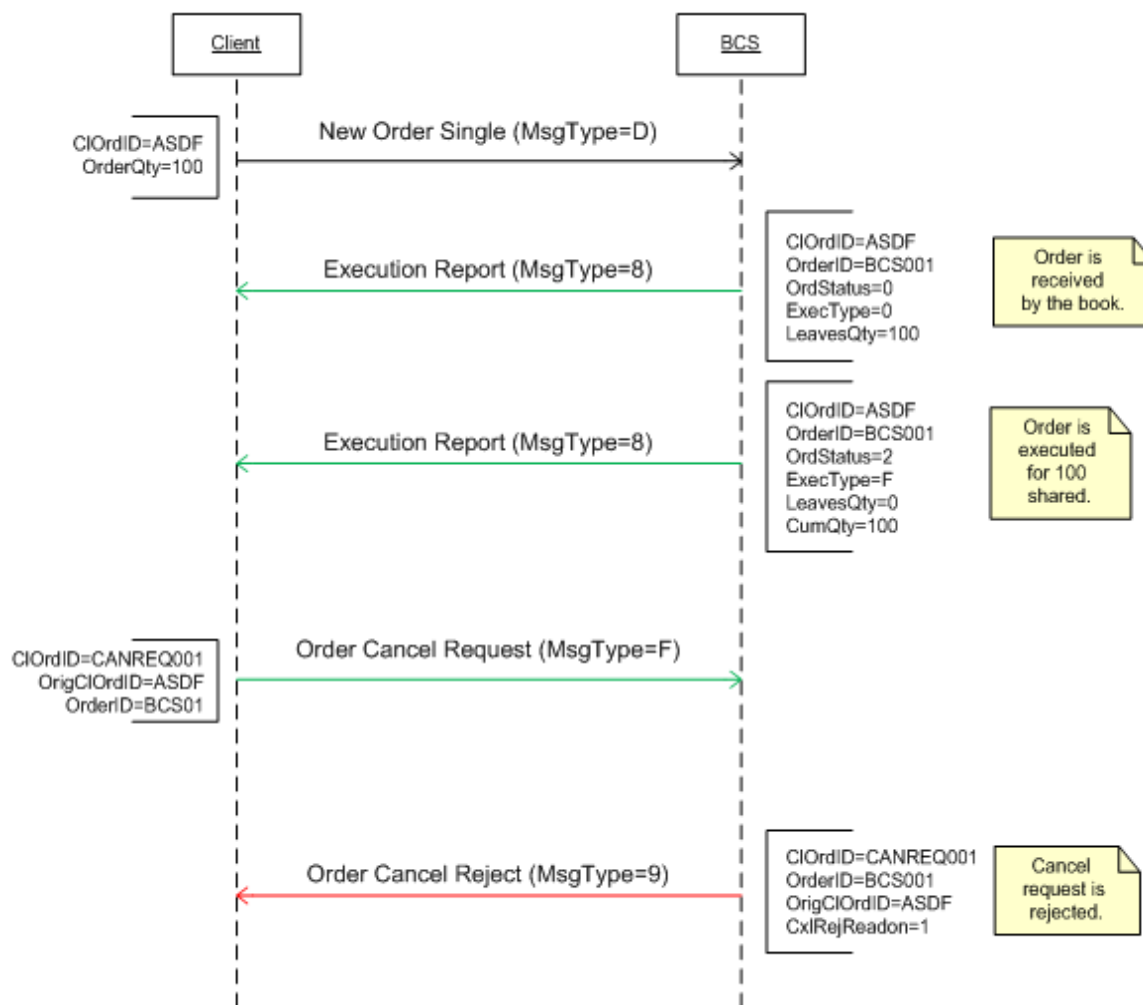 Client
BCS
New Order Single (MsgType=D)
ClOrdID=ASDF
OrderQty=100
Execution Report (MsgType=8)
ClOrdID=ASDF
OrderID=BCS001
OrdStatus=0
ExecType=0
LeavesQty=100
Order is
received
by the book.
Execution Report (MsgType=8)
ClOrdID=ASDF
OrderID=BCS001
OrdStatus=2
ExecType=F
LeavesQty=0
CumQty=100
Order is
executed
for 100
shared.
Order Cancel Request (MsgType=F)
ClOrdID=CANREQ001
OrigClOrdID=ASDF
OrderID=BCS01
Order Cancel Reject (MsgType=9)
ClOrdID=CANREQ001
OrderID=BCS001
OrigClOrdID=ASDF
CxlRejReadon=1
Cancel
request is
rejected.